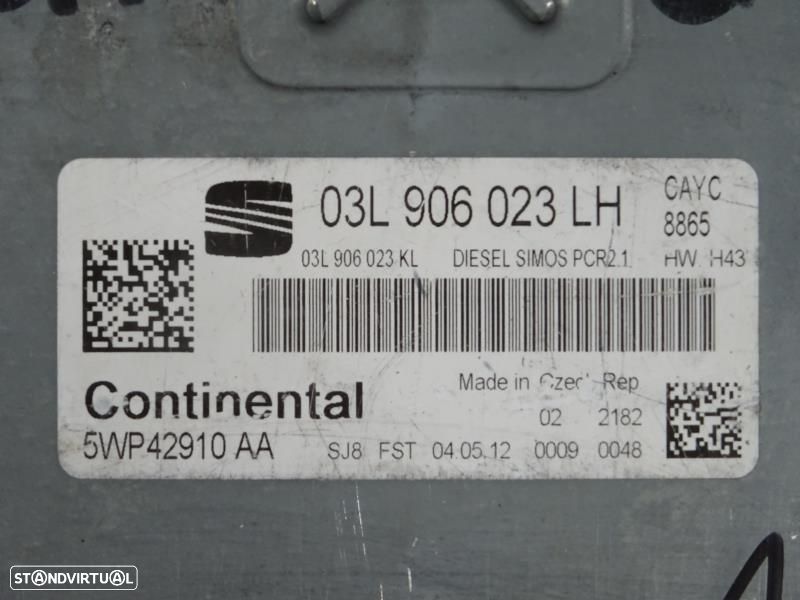 03L 906 023 LH
CAYC
8865
03L 906 023 KL DIESEL SIMOS PCR2.1 HW H43
Continental
Made in Czech Rep
02 2182
5WP42910 AA SJ8 FST 04.05.12 0009 0048
STANDVIRTUAL